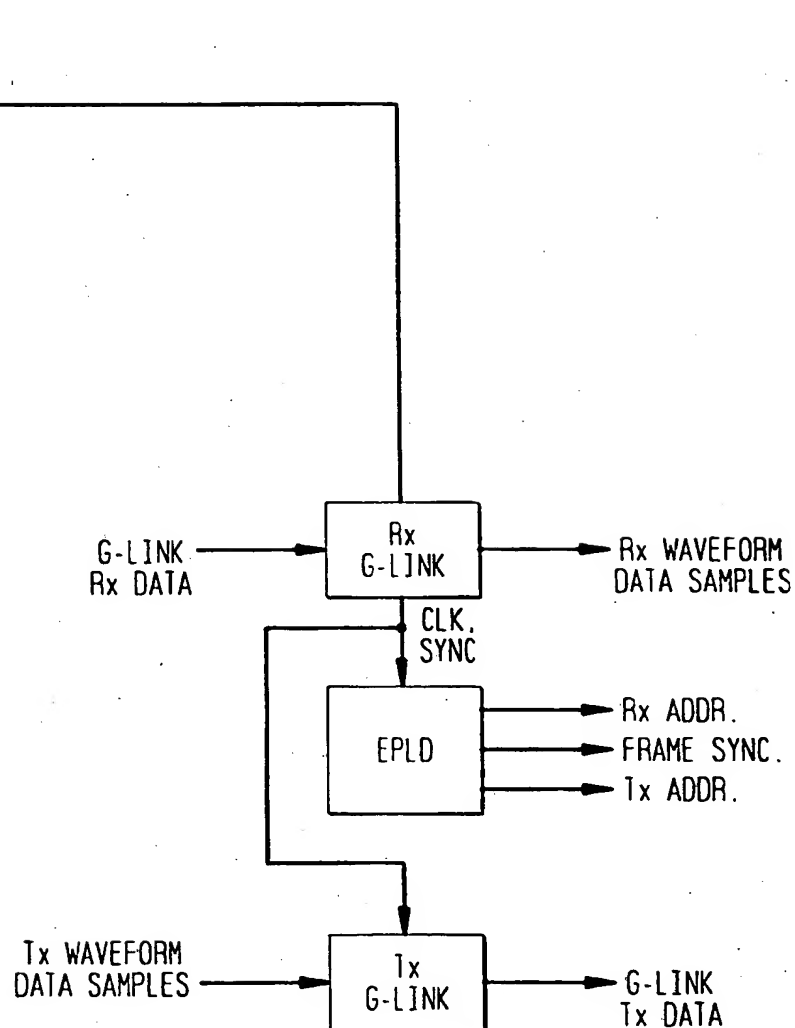 G-LINK
Rx DATA
Rx
G-LINK
Rx WAVEFORM
DATA SAMPLES
CLK.
SYNC
EPLD
Rx ADDR.
FRAME SYNC.
Tx ADDR.
Tx WAVEFORM
DATA SAMPLES
Tx
G-LINK
G-LINK
Tx DATA